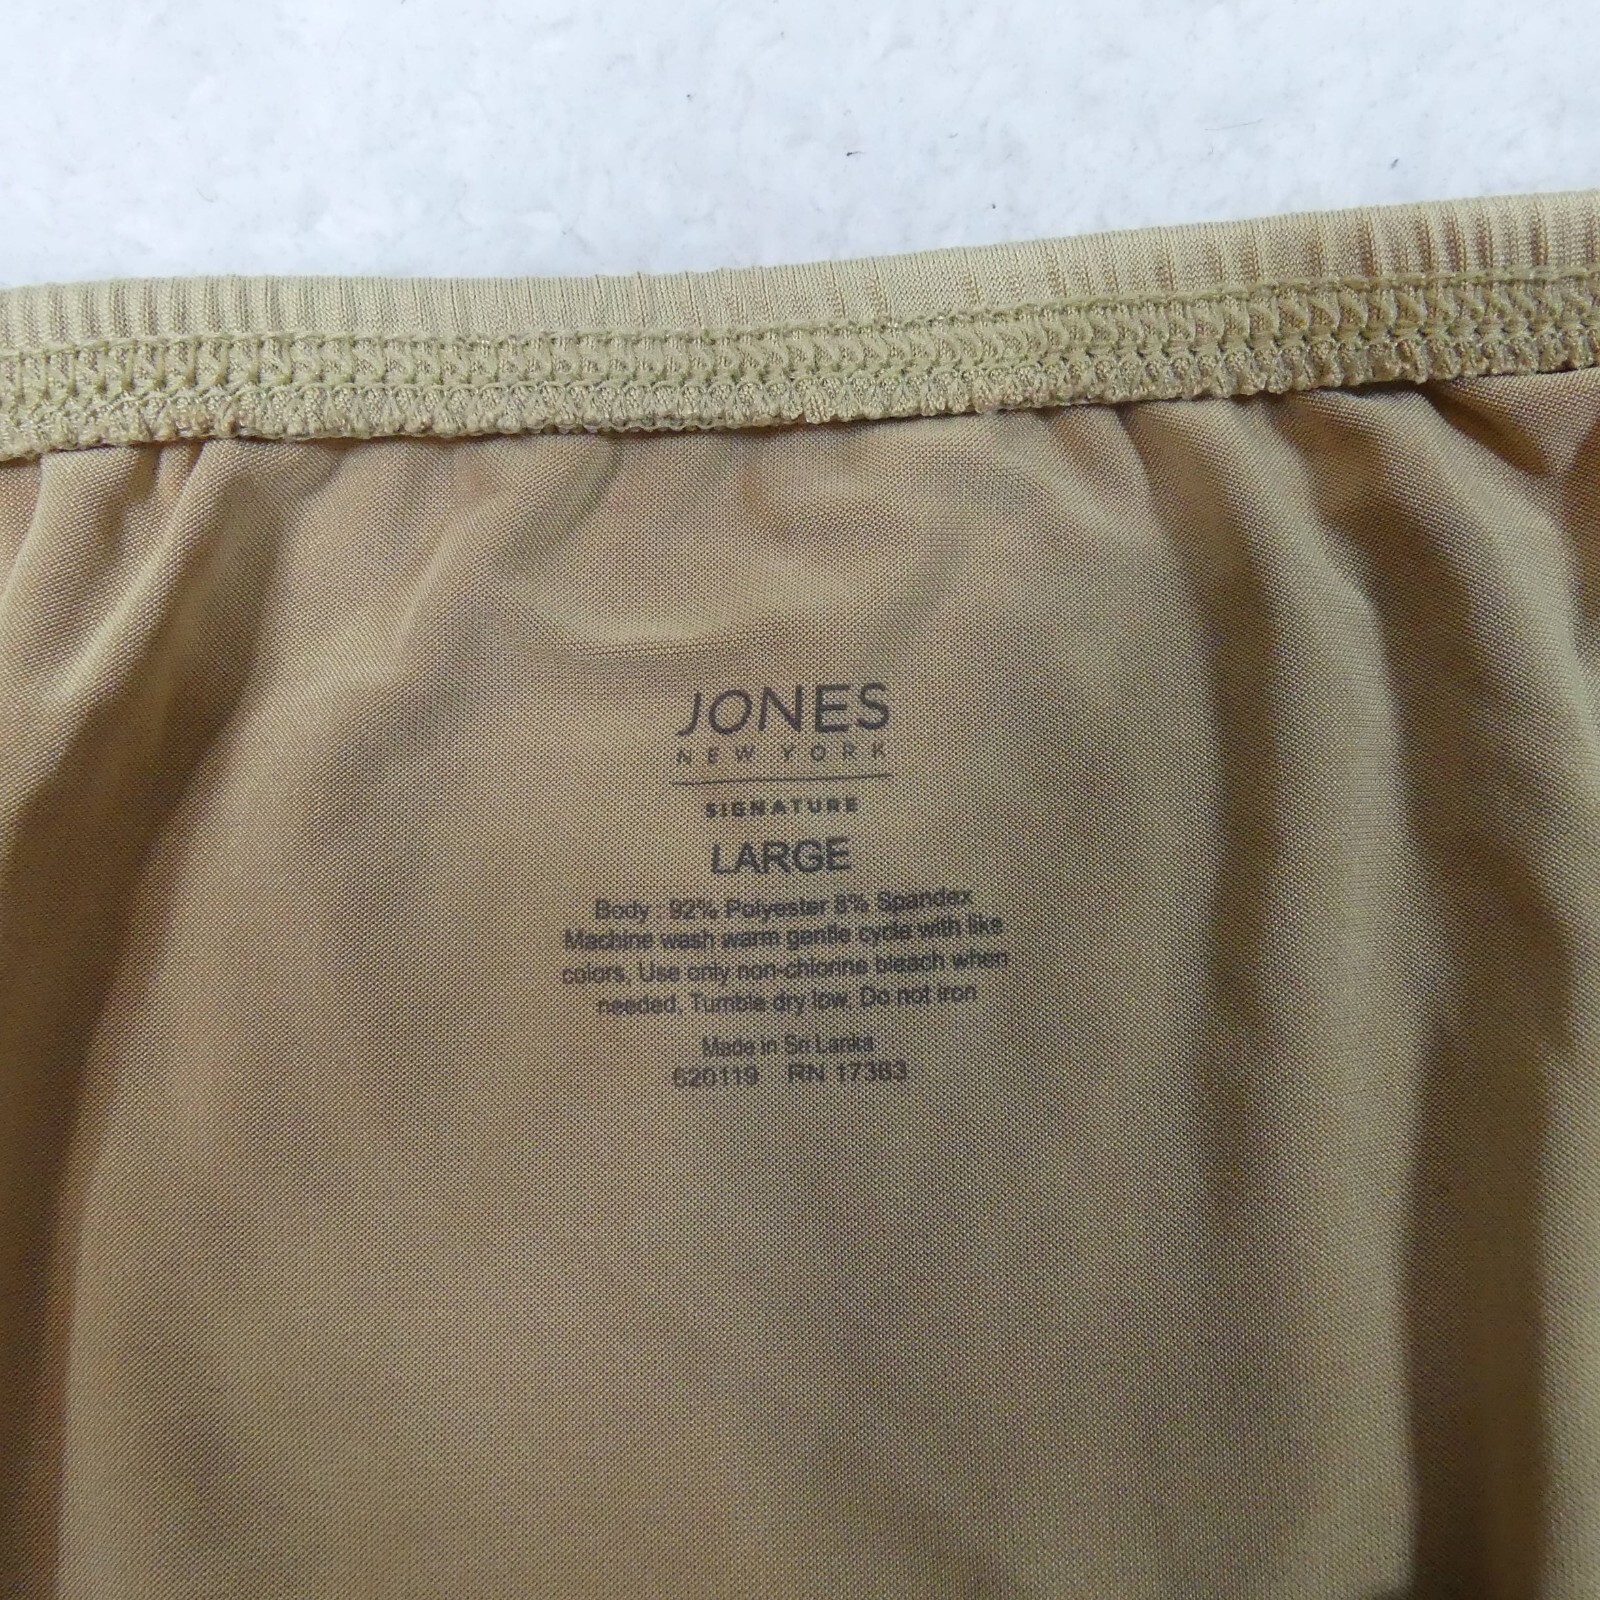 JONES
NEW YORK
SIGNATURE
LARGE
Body : 92% Polyester 8% Spandex
Machine wash warm gentle cycle with like
colors, Use only non-chlorine bleach when
needed, Tumble dry low, Do not iron
Made in Sri Lanka
620119 RN 17383